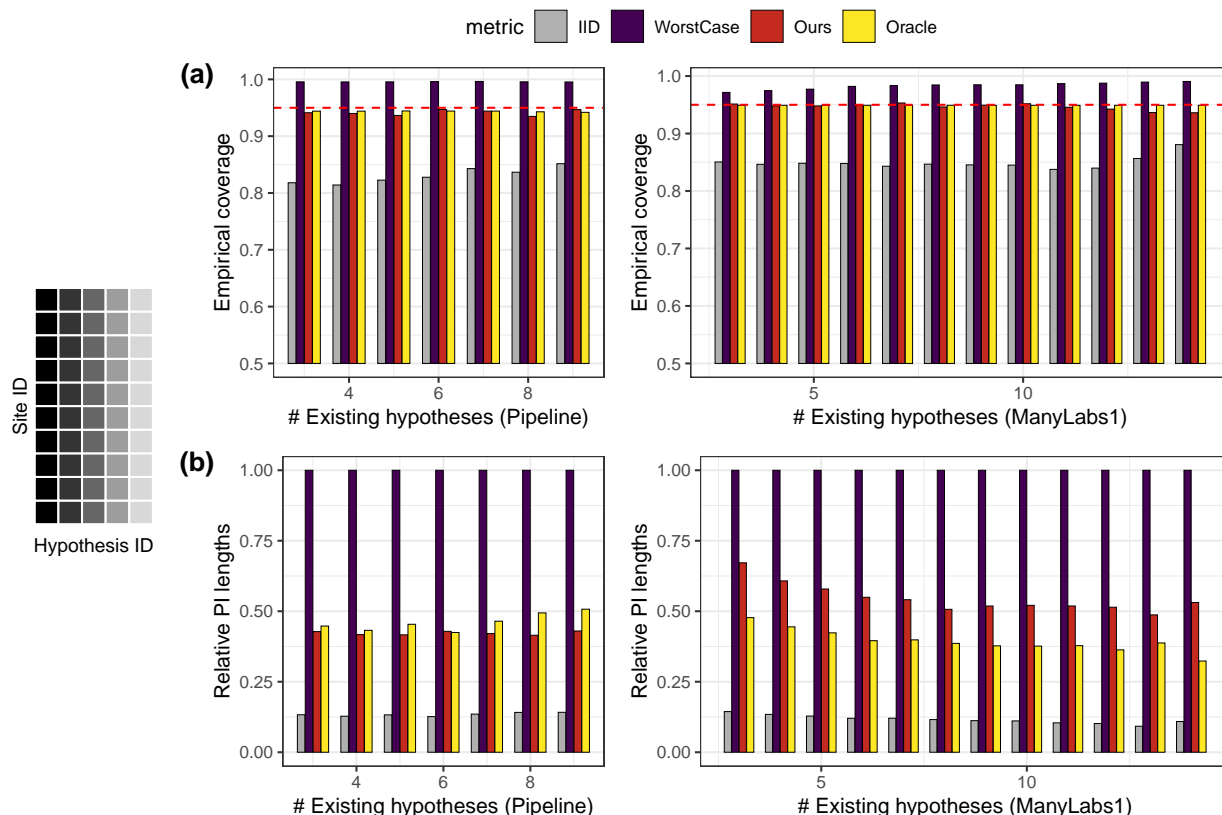 metric IID WorstCase Ours Oracle
(a)
Empirical coverage
1.0
0.9
0.8
0.7
0.6
0.5
4 6 8
# Existing hypotheses (Pipeline)
Empirical coverage
1.0
0.9
0.8
0.7
0.6
0.5
5 10
# Existing hypotheses (ManyLabs1)
Site ID
Hypothesis ID
(b)
Relative PI lengths
1.00
0.75
0.50
0.25
0.00
4 6 8
# Existing hypotheses (Pipeline)
Relative PI lengths
1.00
0.75
0.50
0.25
0.00
5 10
# Existing hypotheses (ManyLabs1)